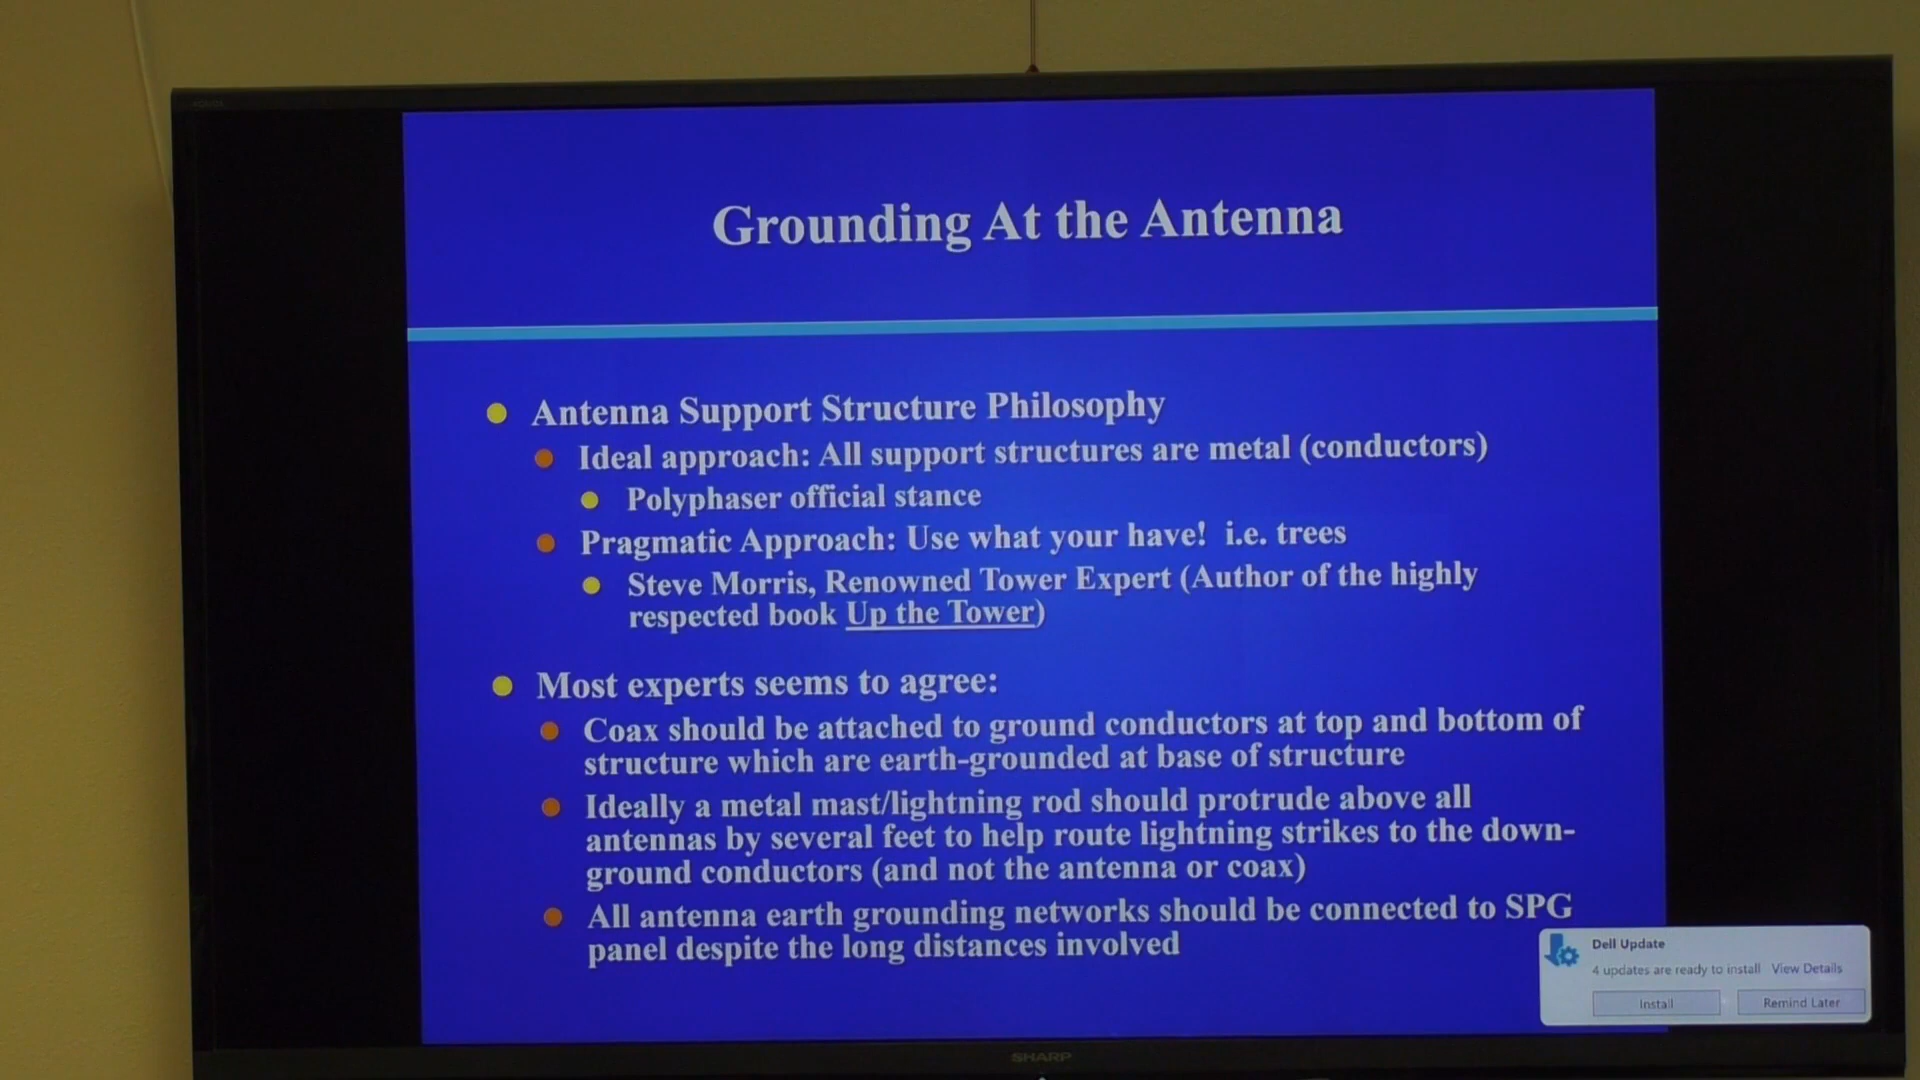 Grounding At the Antenna
Antenna Support Structure Philosophy
Ideal approach: All support structures are metal (conductors)
Polyphaser official stance
Pragmatic Approach: Use what your have!  i.e. trees
Steve Morris, Renowned Tower Expert (Author of the highly
respected book Up the Tower)
Most experts seems to agree:
Coax should be attached to ground conductors at top and bottom of
structure which are earth-grounded at base of structure
Ideally a metal mast/lightning rod should protrude above all
antennas by several feet to help route lightning strikes to the down-
ground conductors (and not the antenna or coax)
All antenna earth grounding networks should be connected to SPG
panel despite the long distances involved
Dell Update
4 updates are ready to install View Details
Install Remind Later
SHARP